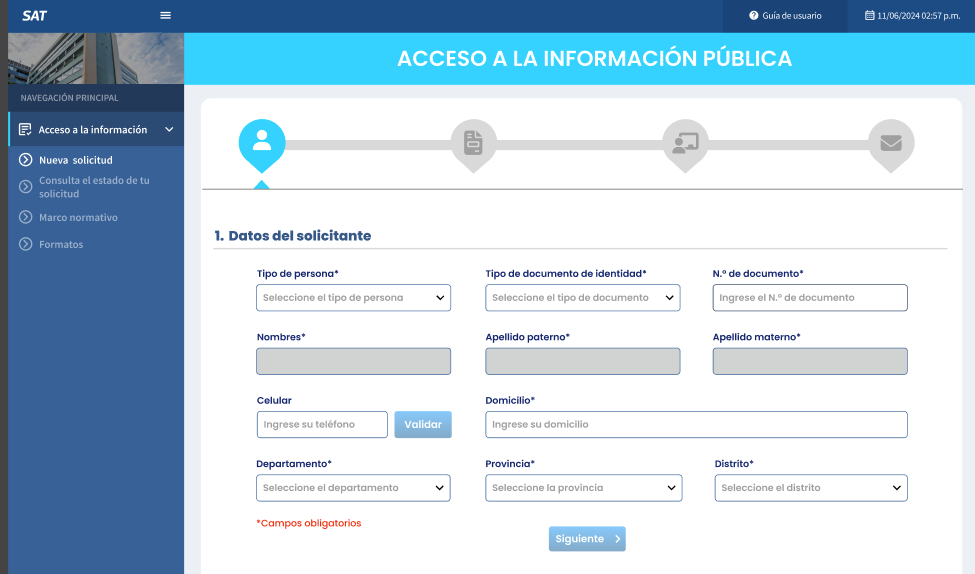 SAT
Guía de usuario
11/06/2024 02:57 p.m.
ACCESO A LA INFORMACIÓN PÚBLICA
NAVEGACIÓN PRINCIPAL
Acceso a la información
Nueva solicitud
Consulta el estado de tu
solicitud
Marco normativo
Formatos
1. Datos del solicitante
Tipo de persona*
Tipo de documento de identidad*
N.º de documento*
Seleccione el tipo de persona
Seleccione el tipo de documento
Ingrese el N.º de documento
Nombres*
Apellido paterno*
Apellido materno*
Celular
Domicilio*
Ingrese su teléfono
Validar
Ingrese su domicilio
Departamento*
Provincia*
Distrito*
Seleccione el departamento
Seleccione la provincia
Seleccione el distrito
*Campos obligatorios
Siguiente